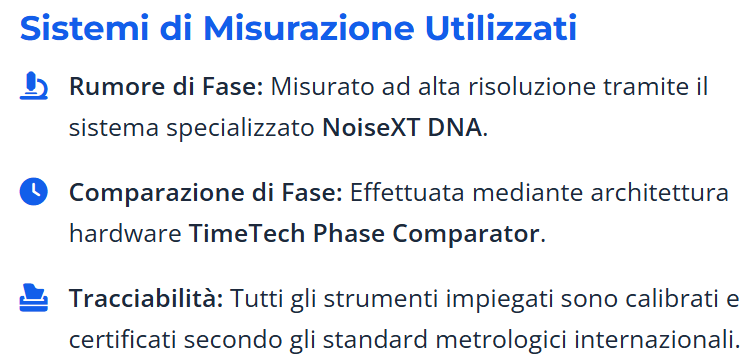 Sistemi di Misurazione Utilizzati
Rumore di Fase: Misurato ad alta risoluzione tramite il
sistema specializzato NoiseXT DNA.
Comparazione di Fase: Effettuata mediante architettura
hardware TimeTech Phase Comparator.
Tracciabilità: Tutti gli strumenti impiegati sono calibrati e
certificati secondo gli standard metrologici internazionali.